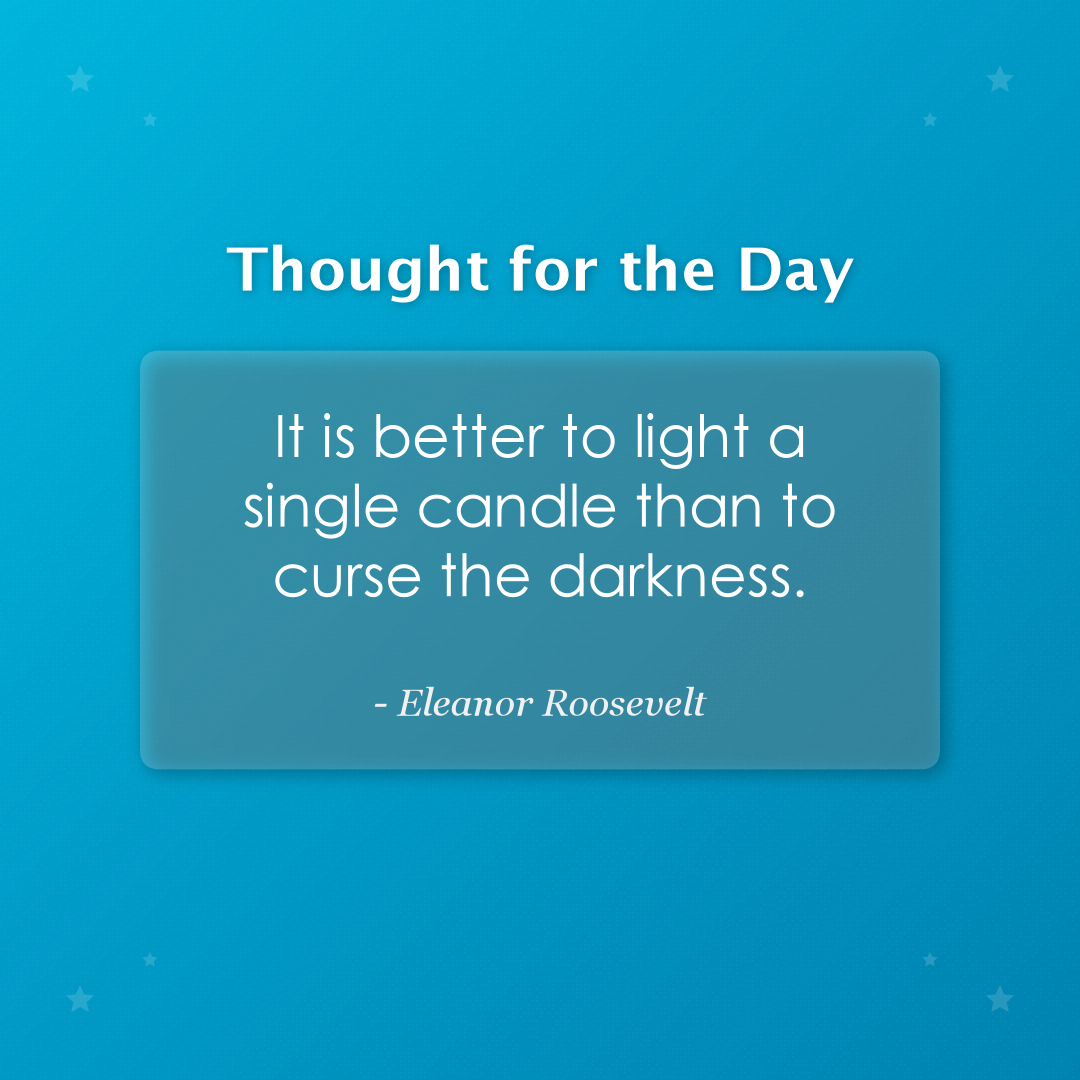 Thought for the Day
It is better to light a
single candle than to
curse the darkness.
- Eleanor Roosevelt